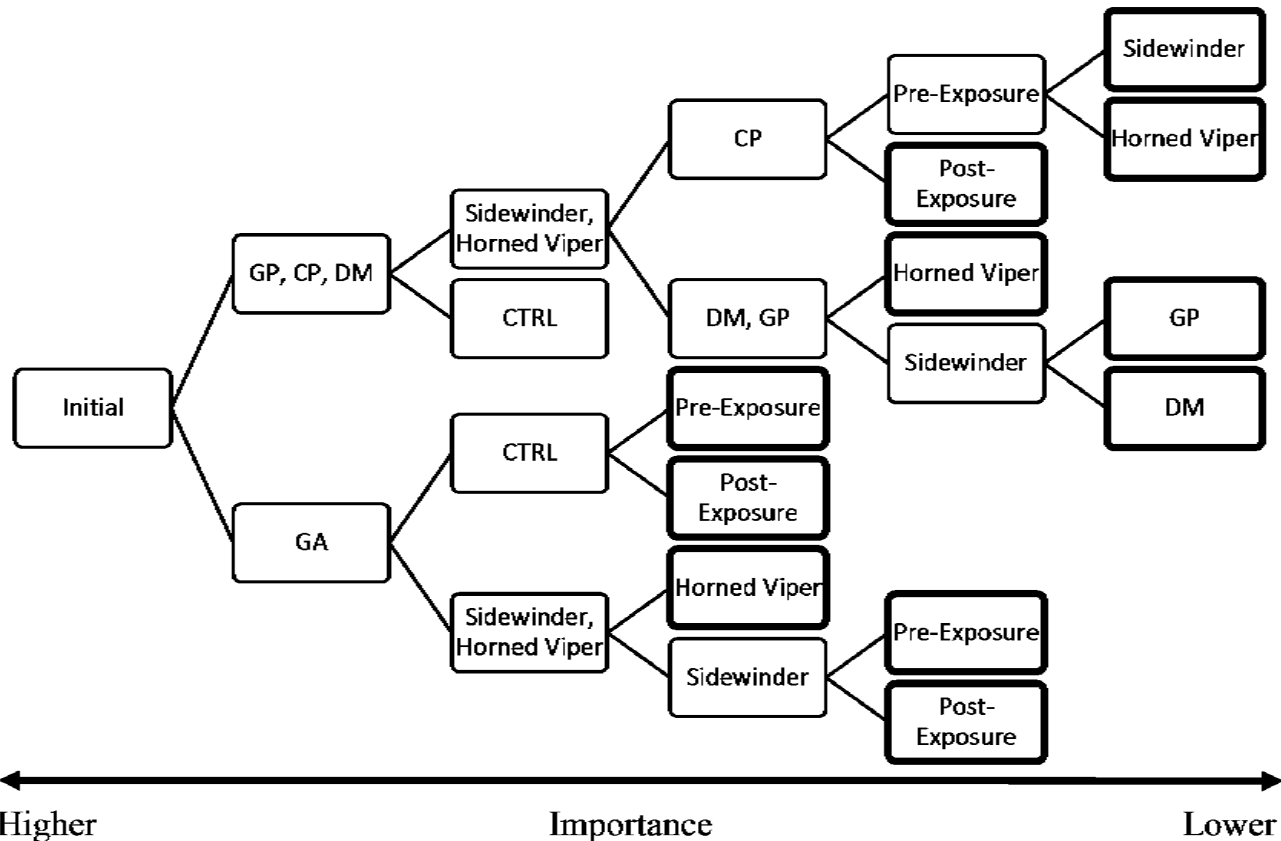 Sidewinder
Pre-Exposure
Horned Viper
CP
Post-
Exposure
Sidewinder,
Horned Viper
GP, CP, DM
Horned Viper
CTRL
DM, GP
GP
Sidewinder
DM
Initial
Pre-Exposure
CTRL
Post-
Exposure
GA
Horned Viper
Sidewinder,
Horned Viper
Pre-Exposure
Sidewinder
Post-
Exposure
Higher Importance Lower